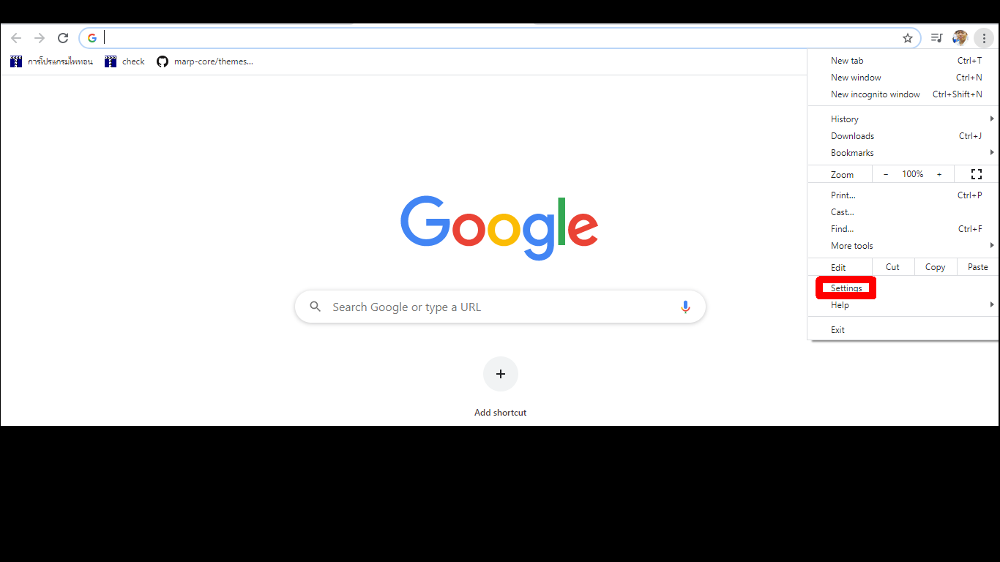 การโปรแกรมไพทอน check marp-core/themes...
New tab Ctrl+T
New window Ctrl+N
New incognito window Ctrl+Shift+N
History
Downloads Ctrl+J
Bookmarks
Zoom − 100% +
Print... Ctrl+P
Cast...
Find... Ctrl+F
More tools
Edit Cut Copy Paste
Settings
Help
Exit
Google
Search Google or type a URL
Add shortcut